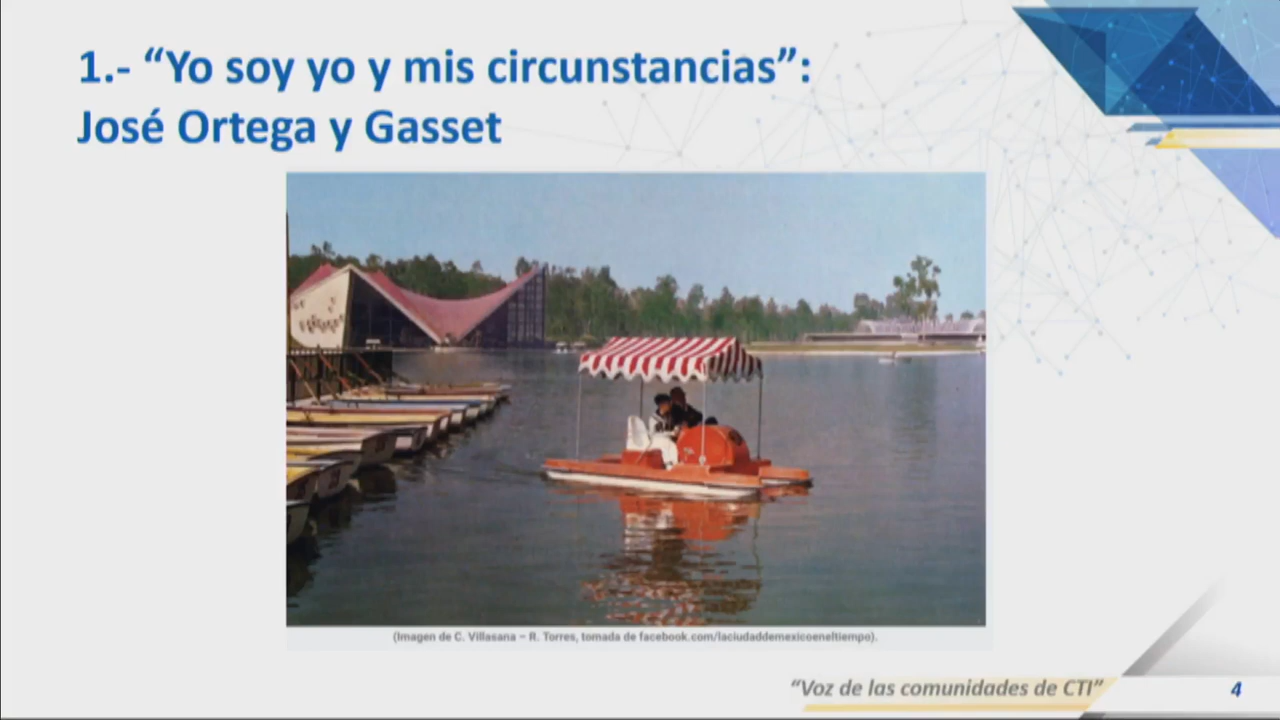 1.- “Yo soy yo y mis circunstancias”:
José Ortega y Gasset
(Imagen de C. Villasana – R. Torres, tomada de facebook.com/laciudaddemexicoeneltiempo).
“Voz de las comunidades de CTI”
4